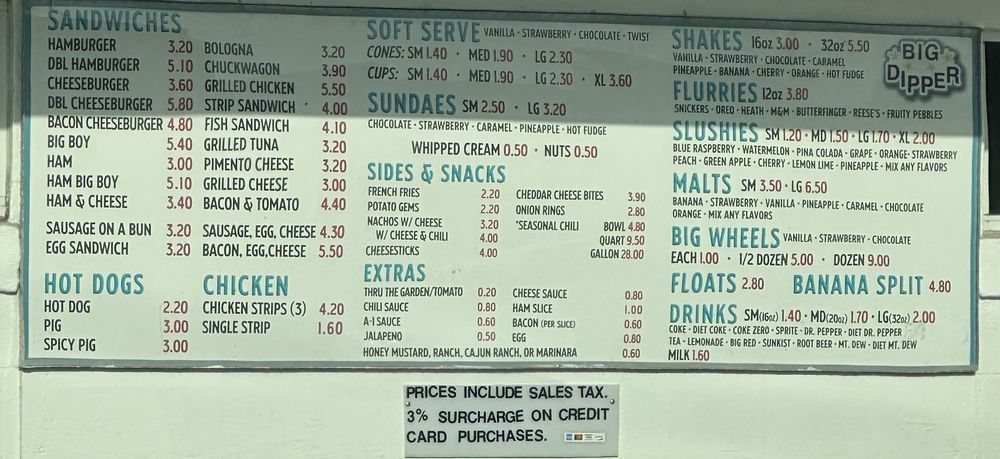 SANDWICHES
HAMBURGER 3.20
DBL HAMBURGER 5.10
CHEESEBURGER 3.60
DBL CHEESEBURGER 5.80
BACON CHEESEBURGER 4.80
BIG BOY 5.40
HAM 3.00
HAM BIG BOY 5.10
HAM & CHEESE 3.40
SAUSAGE ON A BUN 3.20
EGG SANDWICH 3.20
BOLOGNA 3.20
CHUCKWAGON 3.90
GRILLED CHICKEN 5.50
STRIP SANDWICH 4.00
FISH SANDWICH 4.10
GRILLED TUNA 3.20
PIMENTO CHEESE 3.20
GRILLED CHEESE 3.00
BACON & TOMATO 4.40
SAUSAGE, EGG, CHEESE 4.30
BACON, EGG,CHEESE 5.50
HOT DOGS
HOT DOG 2.20
PIG 3.00
SPICY PIG 3.00
CHICKEN
CHICKEN STRIPS (3) 4.20
SINGLE STRIP 1.60
SOFT SERVE VANILLA · STRAWBERRY · CHOCOLATE · TWIST
CONES: SM 1.40 · MED 1.90 · LG 2.30
CUPS: SM 1.40 · MED 1.90 · LG 2.30 · XL 3.60
SUNDAES SM 2.50 · LG 3.20
CHOCOLATE · STRAWBERRY · CARAMEL · PINEAPPLE · HOT FUDGE
WHIPPED CREAM 0.50 · NUTS 0.50
SIDES & SNACKS
FRENCH FRIES 2.20
POTATO GEMS 2.20
NACHOS W/ CHEESE 3.20
W/ CHEESE & CHILI 4.00
CHEESESTICKS 4.00
CHEDDAR CHEESE BITES 3.90
ONION RINGS 2.80
*SEASONAL CHILI BOWL 4.80
QUART 9.50
GALLON 28.00
EXTRAS
THRU THE GARDEN/TOMATO 0.20
CHILI SAUCE 0.80
A-1 SAUCE 0.60
JALAPENO 0.50
CHEESE SAUCE 0.80
HAM SLICE 1.00
BACON (PER SLICE) 0.60
EGG 0.80
HONEY MUSTARD, RANCH, CAJUN RANCH, OR MARINARA 0.60
SHAKES 16oz 3.00 · 32oz 5.50
VANILLA · STRAWBERRY · CHOCOLATE · CARAMEL
PINEAPPLE · BANANA · CHERRY · ORANGE · HOT FUDGE
BIG
DIPPER
FLURRIES 12oz 3.80
SNICKERS · OREO · HEATH · M&M · BUTTERFINGER · REESE'S · FRUITY PEBBLES
SLUSHIES SM 1.20 · MD 1.50 · LG 1.70 · XL 2.00
BLUE RASPBERRY · WATERMELON · PINA COLADA · GRAPE · ORANGE · STRAWBERRY
PEACH · GREEN APPLE · CHERRY · LEMON LIME · PINEAPPLE · MIX ANY FLAVORS
MALTS SM 3.50 · LG 6.50
BANANA · STRAWBERRY · VANILLA · PINEAPPLE · CARAMEL · CHOCOLATE
ORANGE · MIX ANY FLAVORS
BIG WHEELS VANILLA · STRAWBERRY · CHOCOLATE
EACH 1.00 · 1/2 DOZEN 5.00 · DOZEN 9.00
FLOATS 2.80 BANANA SPLIT 4.80
DRINKS SM(16oz) 1.40 · MD(20oz) 1.70 · LG(32oz) 2.00
COKE · DIET COKE · COKE ZERO · SPRITE · DR. PEPPER · DIET DR. PEPPER
TEA · LEMONADE · BIG RED · SUNKIST · ROOT BEER · MT. DEW · DIET MT. DEW
MILK 1.60
PRICES INCLUDE SALES TAX.
3% SURCHARGE ON CREDIT
CARD PURCHASES.